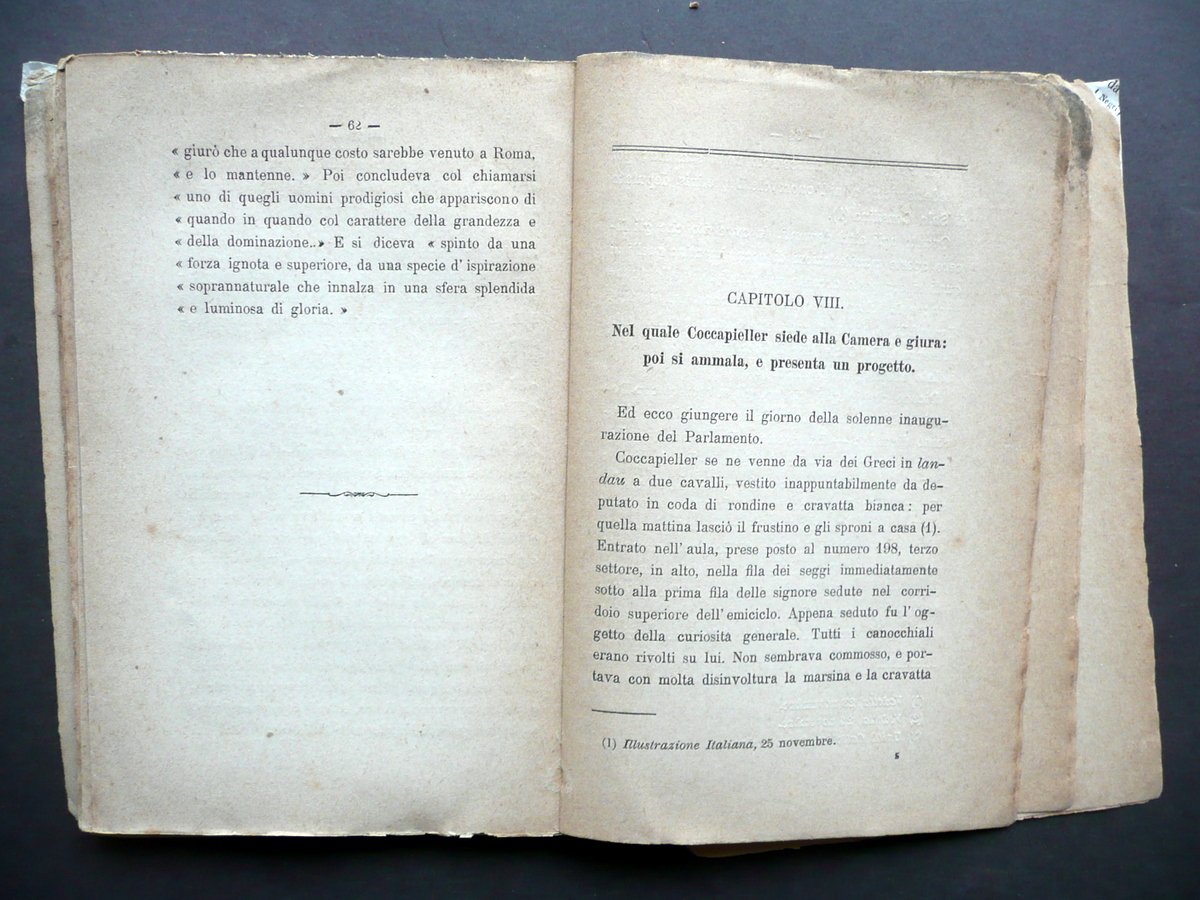 — 62 —
« giurò che a qualunque costo sarebbe venuto a Roma,
« e lo mantenne. » Poi concludeva col chiamarsi
« uno di quegli uomini prodigiosi che appariscono di
« quando in quando col carattere della grandezza e
« della dominazione..» E si diceva « spinto da una
« forza ignota e superiore, da una specie d' ispirazione
« soprannaturale che innalza in una sfera splendida
« e luminosa di gloria. »
CAPITOLO VIII.
Nel quale Coccapieller siede alla Camera e giura:
poi si ammala, e presenta un progetto.
Ed ecco giungere il giorno della solenne inaugu-
razione del Parlamento.
Coccapieller se ne venne da via dei Greci in lan-
dau a due cavalli, vestito inappuntabilmente da de-
putato in coda di rondine e cravatta bianca: per
quella mattina lasciò il frustino e gli sproni a casa (1).
Entrato nell' aula, prese posto al numero 198, terzo
settore, in alto, nella fila dei seggi immediatamente
sotto alla prima fila delle signore sedute nel corri-
doio superiore dell' emiciclo. Appena seduto fu l' og-
getto della curiosità generale. Tutti i canocchiali
erano rivolti su lui. Non sembrava commosso, e por-
tava con molta disinvoltura la marsina e la cravatta
(1) Illustrazione Italiana, 25 novembre.
5